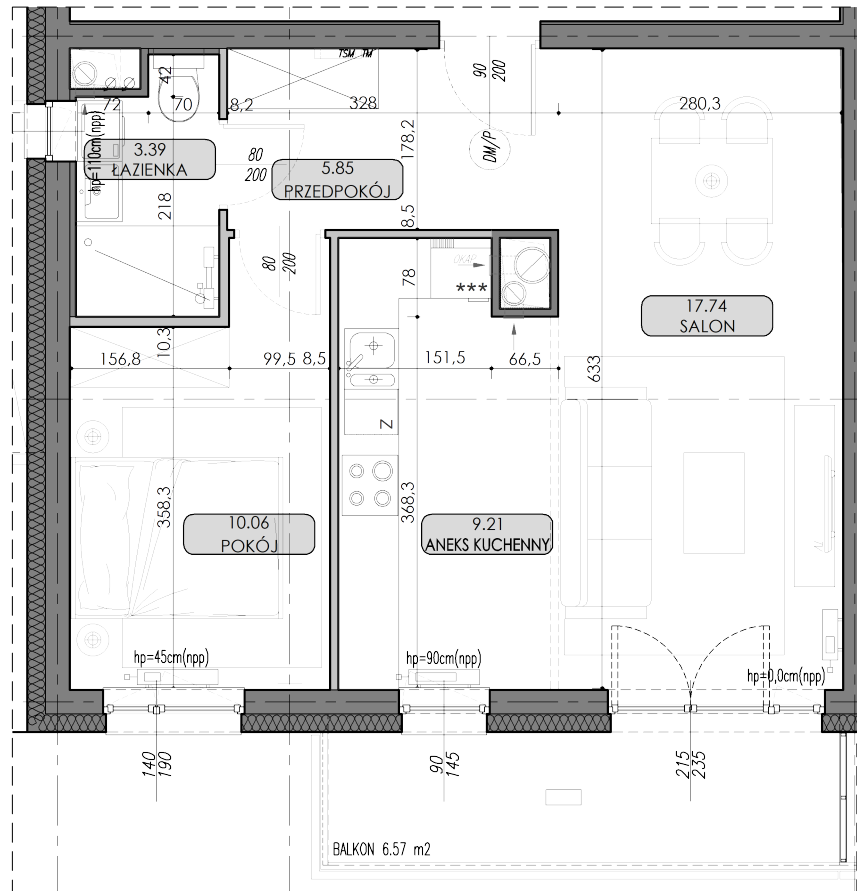 TSM TM
90
200
42
72
70
8,2
328
280,3
hp=110cm(npp)
3.39
ŁAZIENKA
80
200
5.85
PRZEDPOKÓJ
178,2
DM/P
218
8,5
80
200
78
OKAP
***
17.74
SALON
10,3
156,8
99,5
8,5
151,5
66,5
633
Z
358,3
368,3
10.06
POKÓJ
9.21
ANEKS KUCHENNY
hp=45cm(npp)
hp=90cm(npp)
hp=0,0cm(npp)
140
190
90
145
215
235
BALKON 6.57 m2